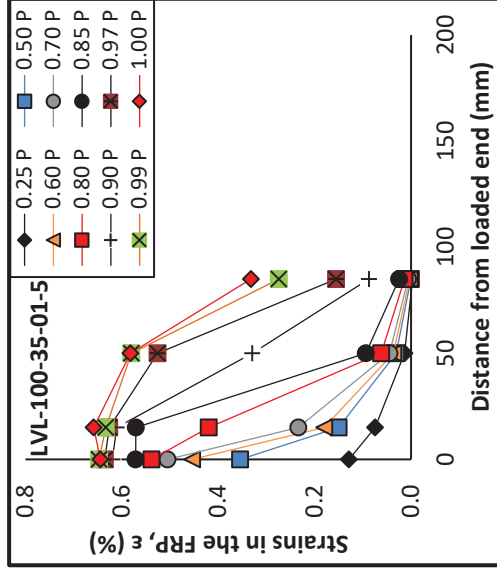 LVL-100-35-01-5
0.25 P
0.50 P
0.60 P
0.70 P
0.80 P
0.85 P
0.90 P
0.97 P
0.99 P
1.00 P
Strains in the FRP, ε (%)
0.8
0.6
0.4
0.2
0.0
0
50
100
150
200
Distance from loaded end (mm)